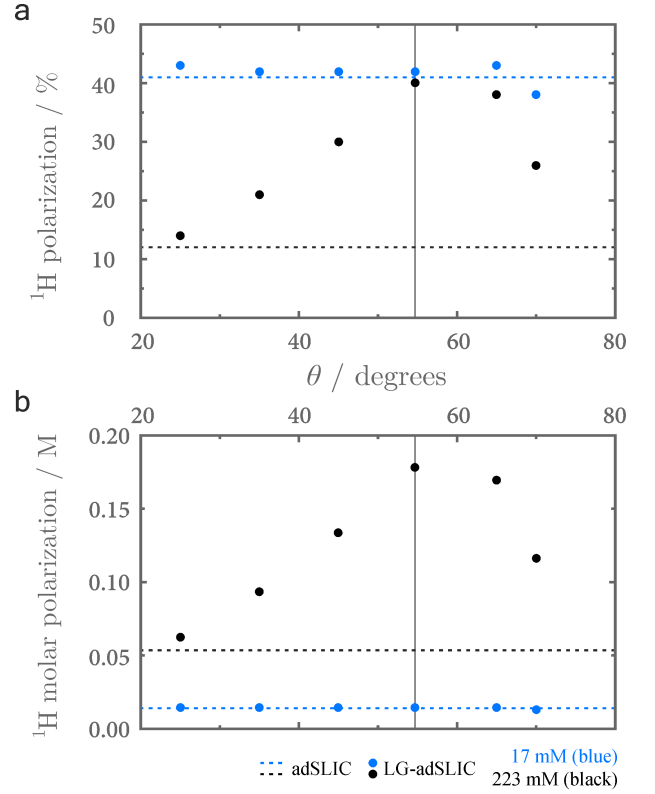 a
50
40
30
20
10
0
¹H polarization / %
20 40 60 80
θ / degrees
b
20 40 60 80
0.20
0.15
0.10
0.05
0.00
¹H molar polarization / M
adSLIC LG-adSLIC
17 mM (blue)
223 mM (black)